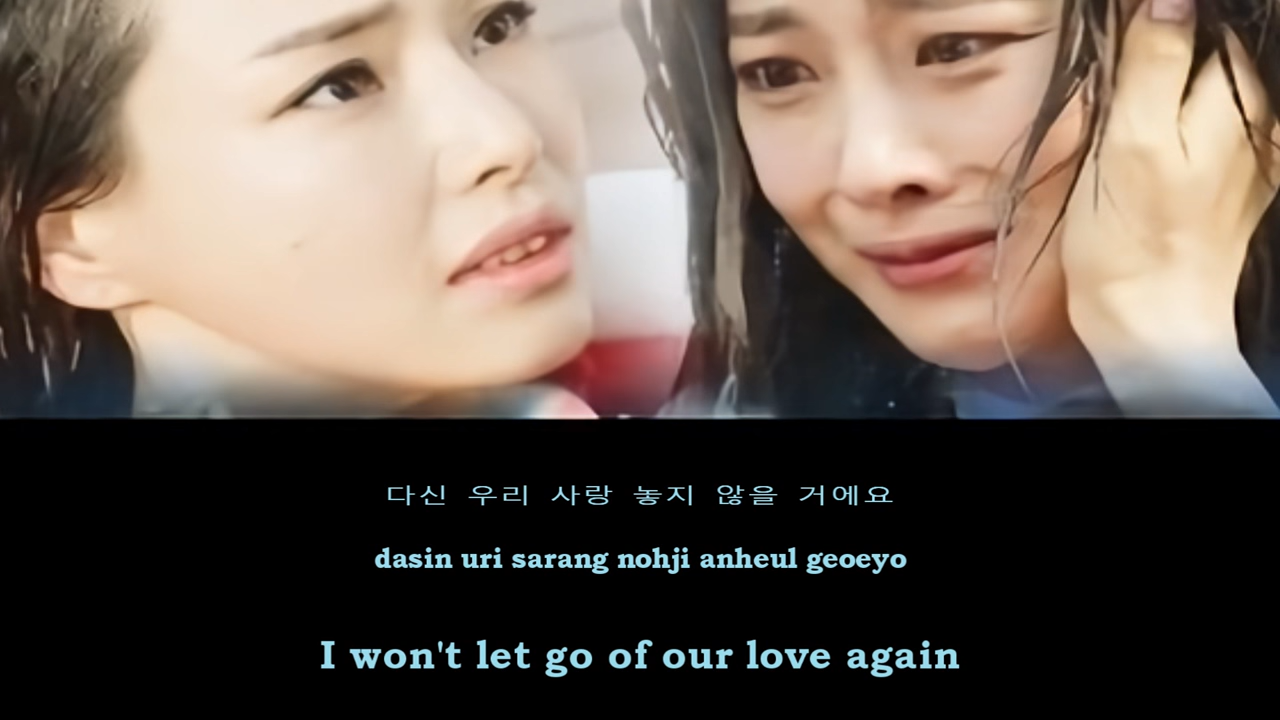 다신 우리 사랑 놓지 않을 거에요
dasin uri sarang nohji anheul geoeyo
I won't let go of our love again